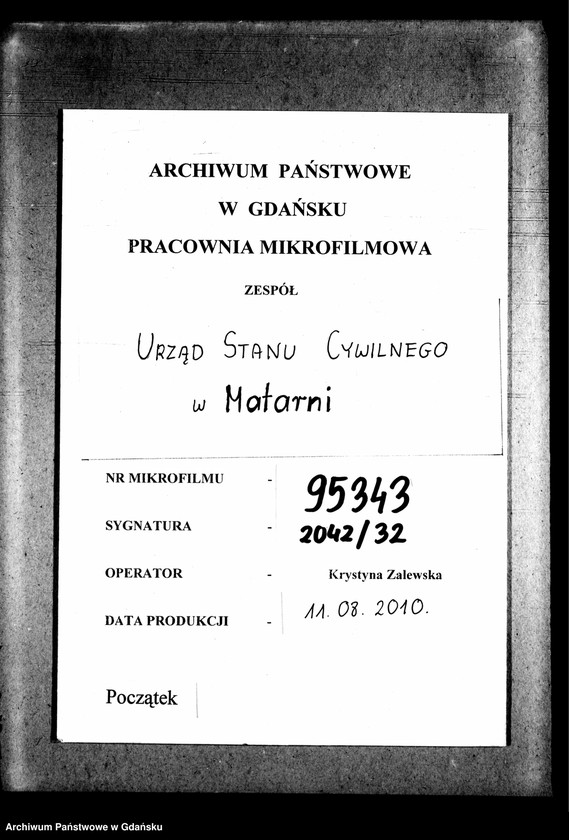 ARCHIWUM PAŃSTWOWE
W GDAŃSKU
PRACOWNIA MIKROFILMOWA
ZESPÓŁ
URZĄD STANU CYWILNEGO
w Matarni
NR MIKROFILMU - 95343
SYGNATURA - 2042/32
OPERATOR - Krystyna Zalewska
DATA PRODUKCJI - 11.08.2010.
Początek
Archiwum Państwowe w Gdańsku